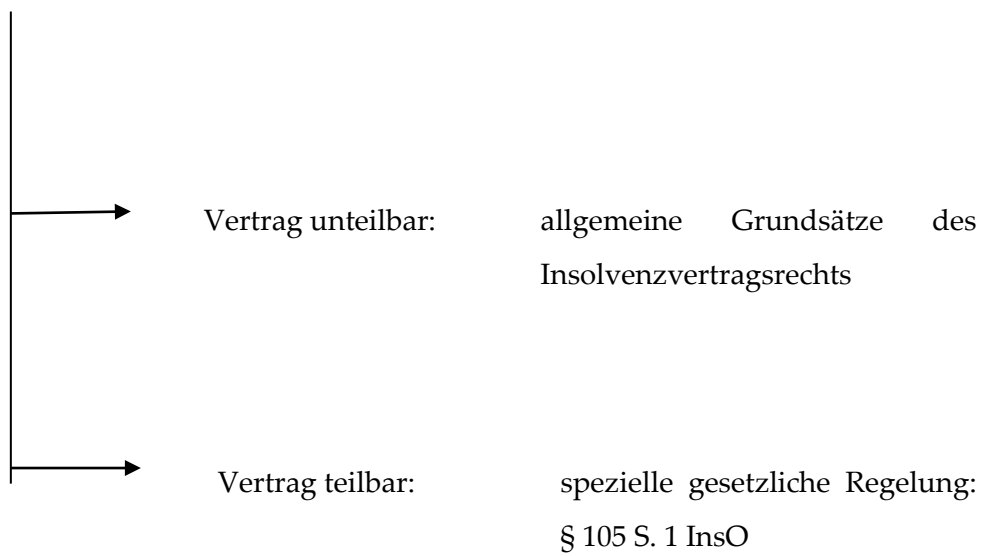 Vertrag unteilbar: allgemeine Grundsätze des
Insolvenzvertragsrechts
Vertrag teilbar: spezielle gesetzliche Regelung:
§ 105 S. 1 InsO